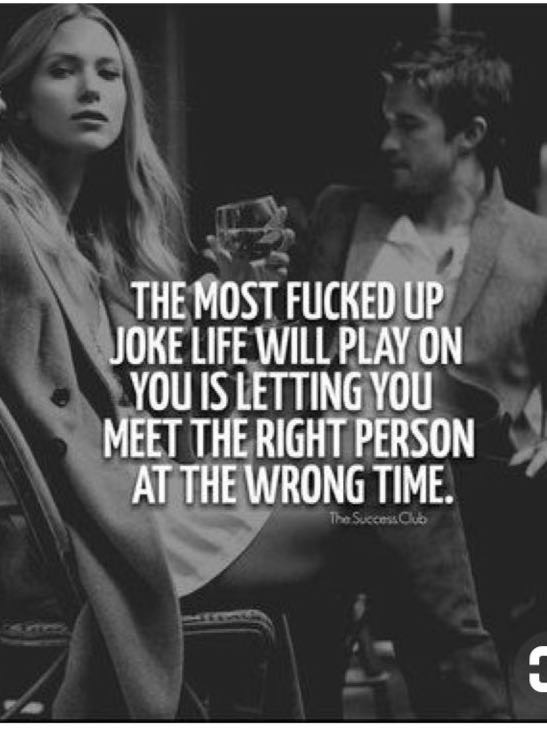 THE MOST FUCKED UP
JOKE LIFE WILL PLAY ON
YOU IS LETTING YOU
MEET THE RIGHT PERSON
AT THE WRONG TIME.
The.Success.Club